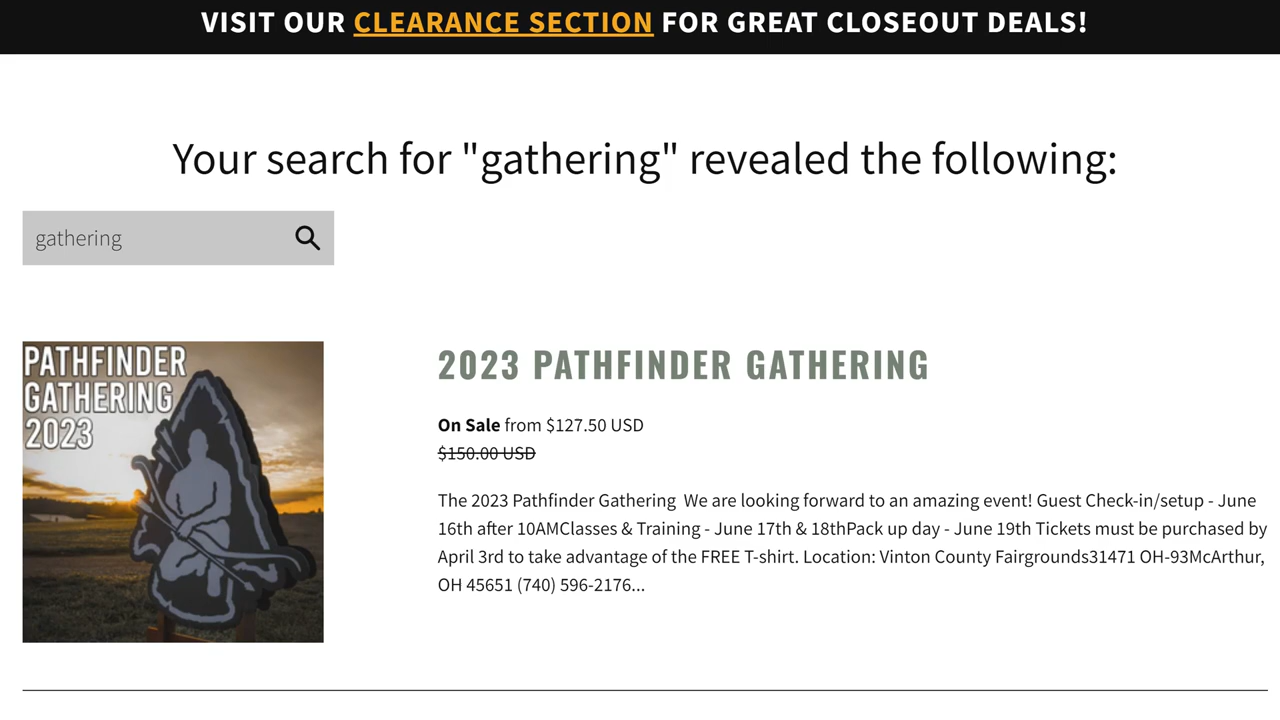 VISIT OUR CLEARANCE SECTION FOR GREAT CLOSEOUT DEALS!
Your search for "gathering" revealed the following:
gathering
PATHFINDER
GATHERING
2023
2023 PATHFINDER GATHERING
On Sale from $127.50 USD
$150.00 USD
The 2023 Pathfinder Gathering  We are looking forward to an amazing event! Guest Check-in/setup - June
16th after 10AMClasses & Training - June 17th & 18thPack up day - June 19th Tickets must be purchased by
April 3rd to take advantage of the FREE T-shirt. Location: Vinton County Fairgrounds31471 OH-93McArthur,
OH 45651 (740) 596-2176...